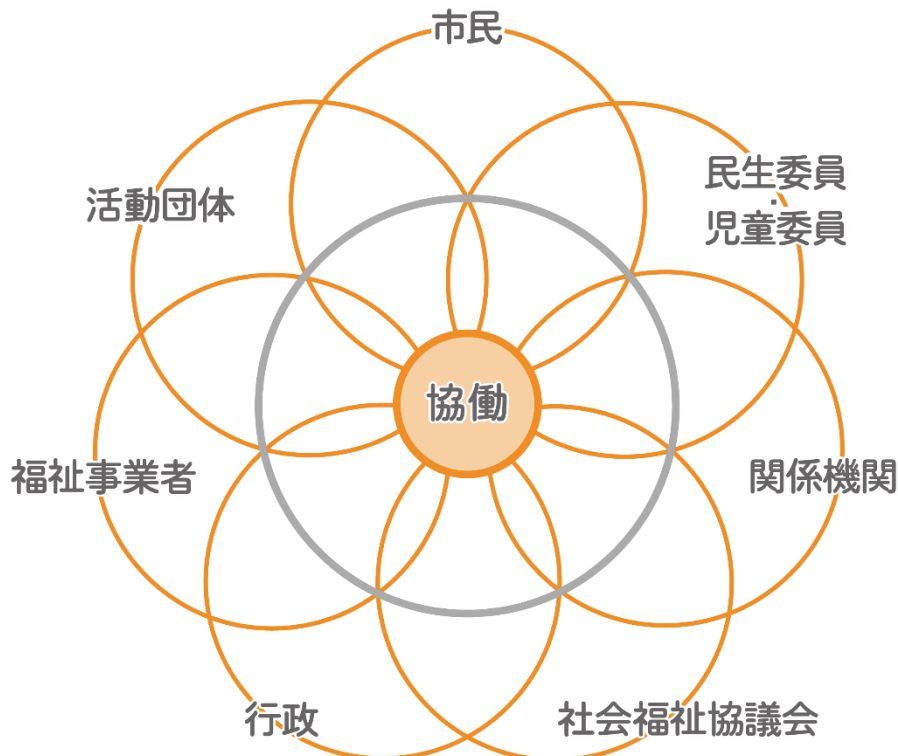 市民
民生委員
・
児童委員
活動団体
協働
福祉事業者
関係機関
行政
社会福祉協議会